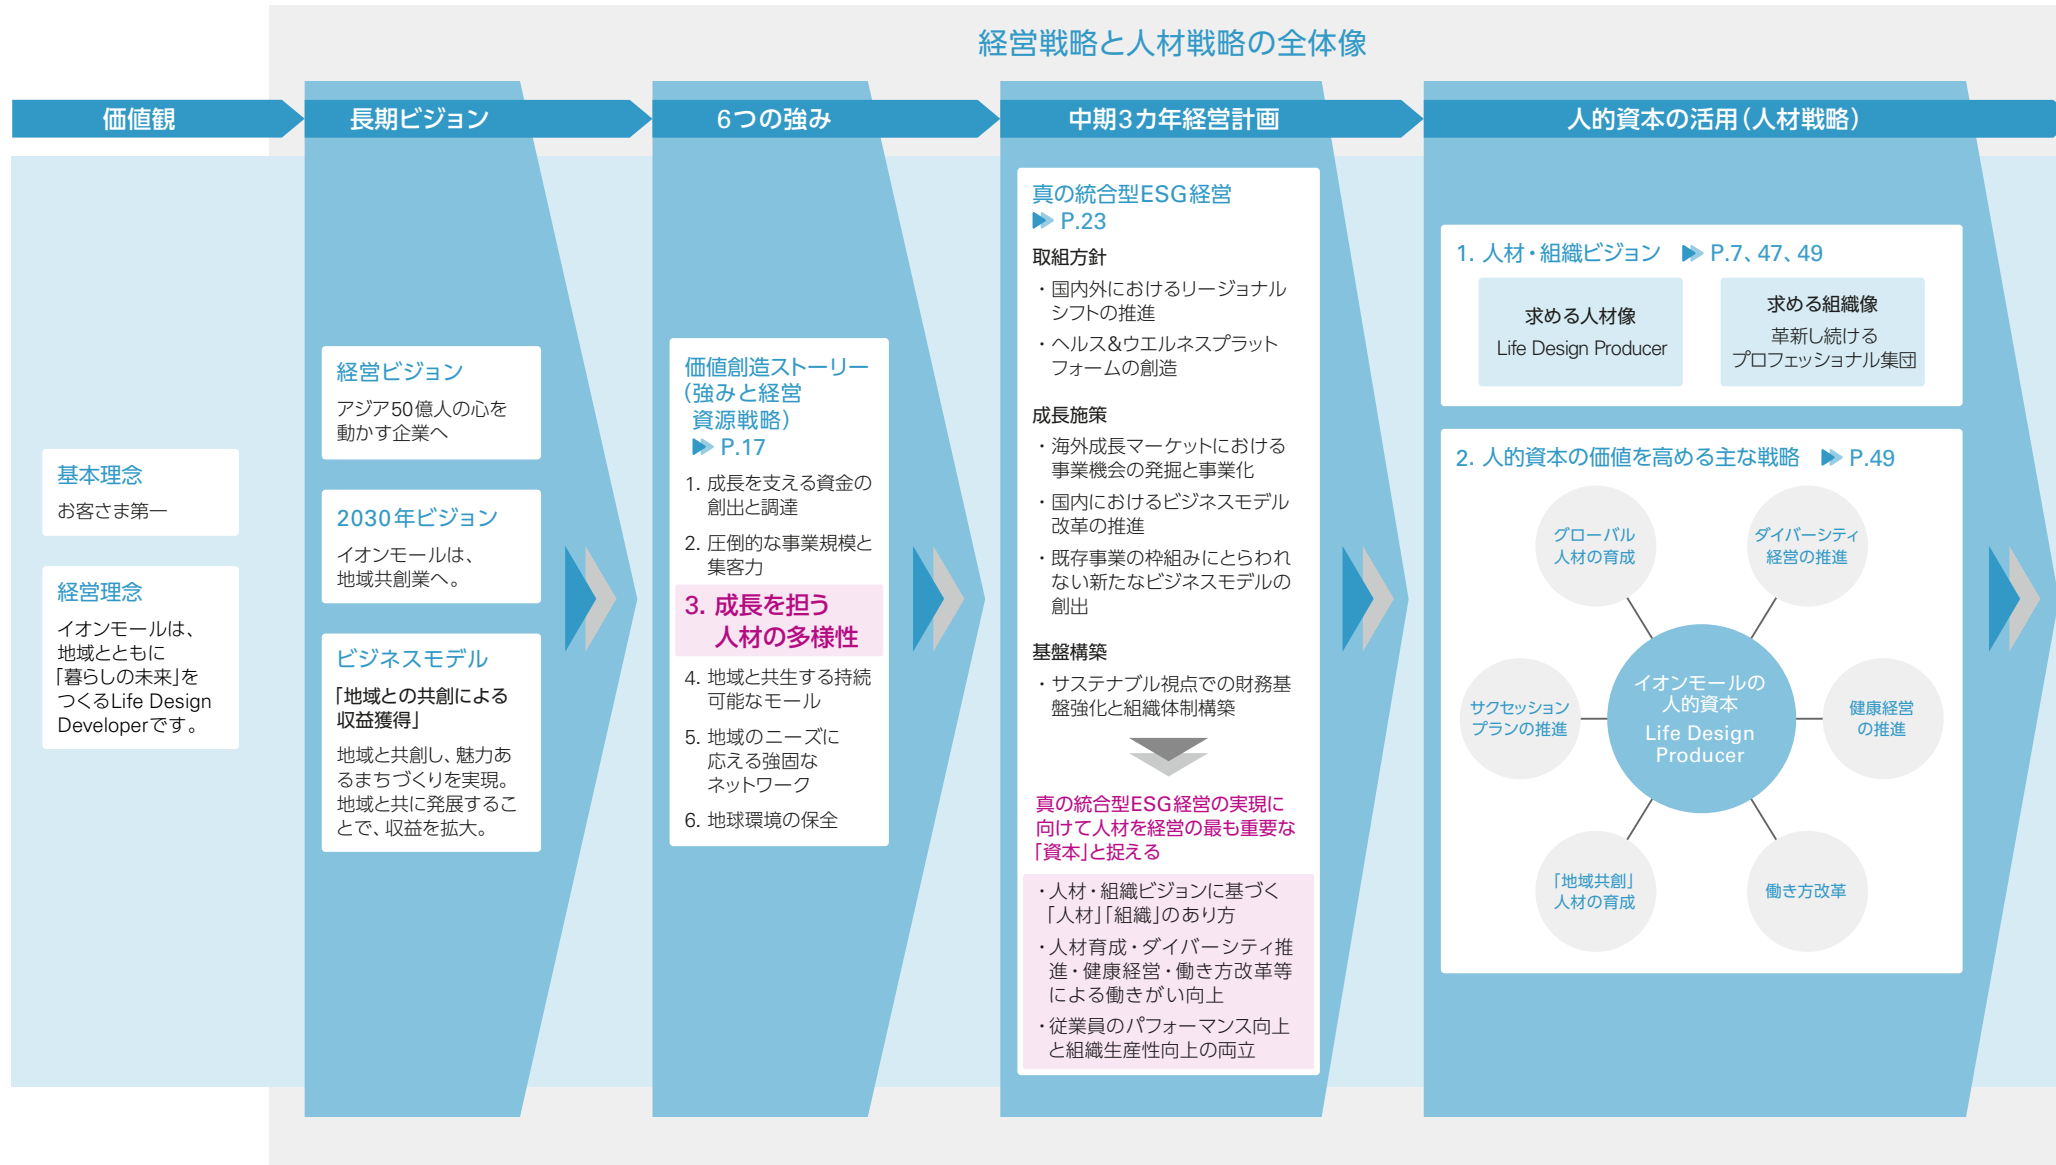 経営戦略と人材戦略の全体像
価値観
長期ビジョン
6つの強み
中期3カ年経営計画
人的資本の活用(人材戦略)
基本理念
お客さま第一
経営理念
イオンモールは、
地域とともに
「暮らしの未来」を
つくるLife Design
Developerです。
経営ビジョン
アジア50億人の心を
動かす企業へ
2030年ビジョン
イオンモールは、
地域共創業へ。
ビジネスモデル
「地域との共創による
収益獲得」
地域と共創し、魅力あ
るまちづくりを実現。
地域と共に発展するこ
とで、収益を拡大。
価値創造ストーリー
(強みと経営
資源戦略)
P.17
1. 成長を支える資金の
創出と調達
2. 圧倒的な事業規模と
集客力
3. 成長を担う
人材の多様性
4. 地域と共生する持続
可能なモール
5. 地域のニーズに
応える強固な
ネットワーク
6. 地球環境の保全
真の統合型ESG経営
P.23
取組方針
・国内外におけるリージョナル
シフトの推進
・ヘルス&ウエルネスプラット
フォームの創造
成長施策
・海外成長マーケットにおける
事業機会の発掘と事業化
・国内におけるビジネスモデル
改革の推進
・既存事業の枠組みにとらわれ
ない新たなビジネスモデルの
創出
基盤構築
・サステナブル視点での財務基
盤強化と組織体制構築
真の統合型ESG経営の実現に
向けて人材を経営の最も重要な
「資本」と捉える
・人材・組織ビジョンに基づく
「人材」「組織」のあり方
・人材育成・ダイバーシティ推
進・健康経営・働き方改革等
による働きがい向上
・従業員のパフォーマンス向上
と組織生産性向上の両立
1. 人材・組織ビジョン P.7、47、49
求める人材像
Life Design Producer
求める組織像
革新し続ける
プロフェッショナル集団
2. 人的資本の価値を高める主な戦略 P.49
グローバル
人材の育成
ダイバーシティ
経営の推進
サクセッション
プランの推進
イオンモールの
人的資本
Life Design
Producer
健康経営
の推進
「地域共創」
人材の育成
働き方改革